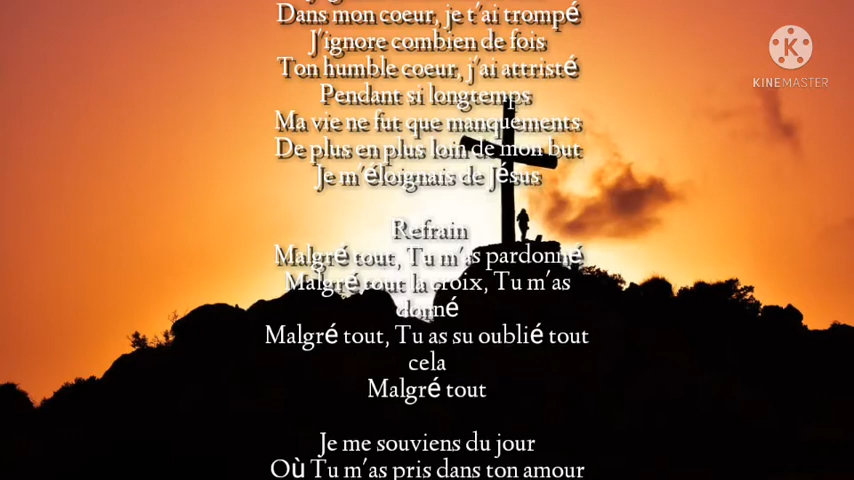 Dans mon coeur, je t'ai trompé
J'ignore combien de fois
Ton humble coeur, j'ai attristé
Pendant si longtemps
Ma vie ne fut que manquements
De plus en plus loin de mon but
Je m'éloignais de Jésus
Refrain
Malgré tout, Tu m'as pardonné
Malgré tout la croix, Tu m'as
donné
Malgré tout, Tu as su oublié tout
cela
Malgré tout
Je me souviens du jour
Où Tu m'as pris dans ton amour
K
KINEMASTER